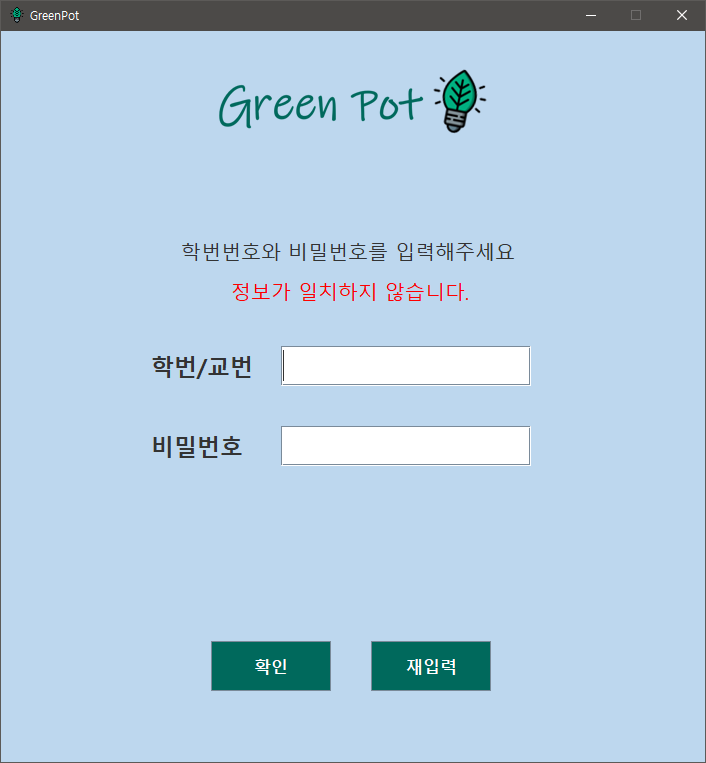 GreenPot
Green Pot
학번번호와 비밀번호를 입력해주세요
정보가 일치하지 않습니다.
학번/교번
비밀번호
확인
재입력